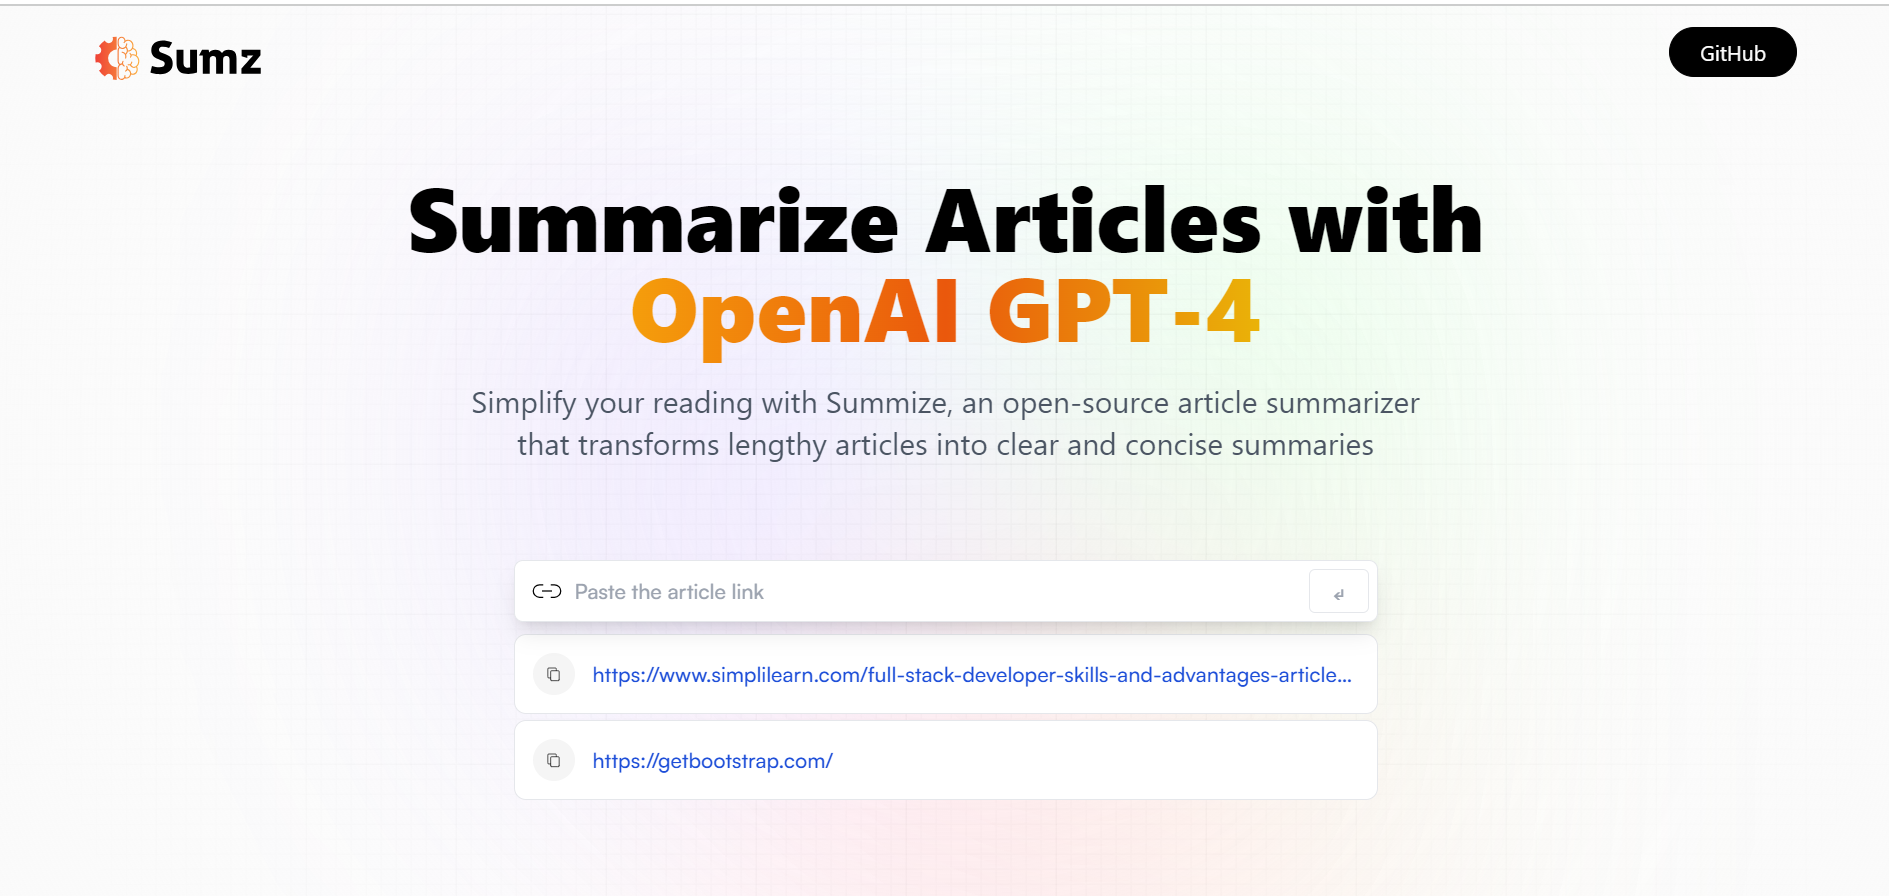 Sumz
GitHub
Summarize Articles with
OpenAI GPT-4
Simplify your reading with Summize, an open-source article summarizer
that transforms lengthy articles into clear and concise summaries
Paste the article link
https://www.simplilearn.com/full-stack-developer-skills-and-advantages-article...
https://getbootstrap.com/